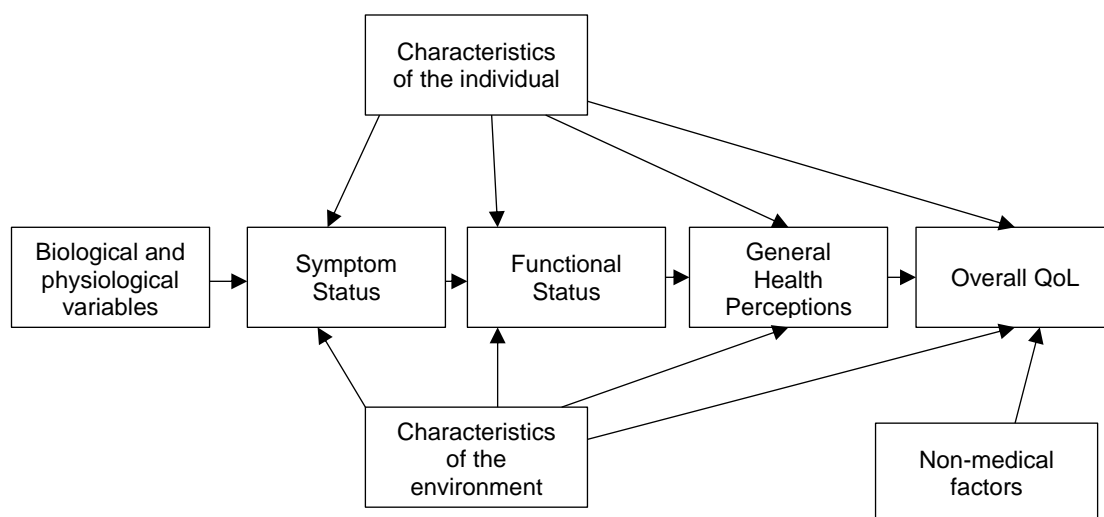 Characteristics
of the individual
Biological and
physiological
variables
Symptom
Status
Functional
Status
General
Health
Perceptions
Overall QoL
Characteristics
of the
environment
Non-medical
factors